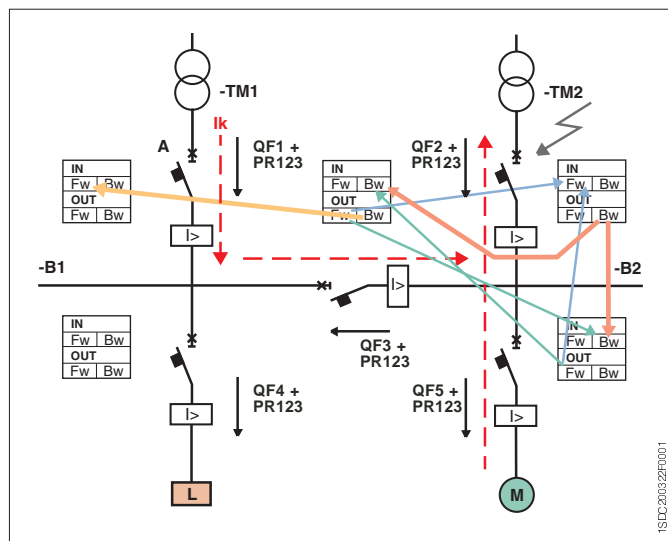 -TM1
-TM2
A
Ik
QF1 +
PR123
QF2 +
PR123
IN
Fw Bw
OUT
Fw Bw
IN
Fw Bw
OUT
Fw Bw
IN
Fw Bw
OUT
Fw Bw
I>
I>
-B1
-B2
I>
IN
Fw Bw
OUT
Fw Bw
IN
Fw Bw
OUT
Fw Bw
QF3 +
PR123
QF4 +
PR123
QF5 +
PR123
I>
I>
L
M
1SDC200322F0001